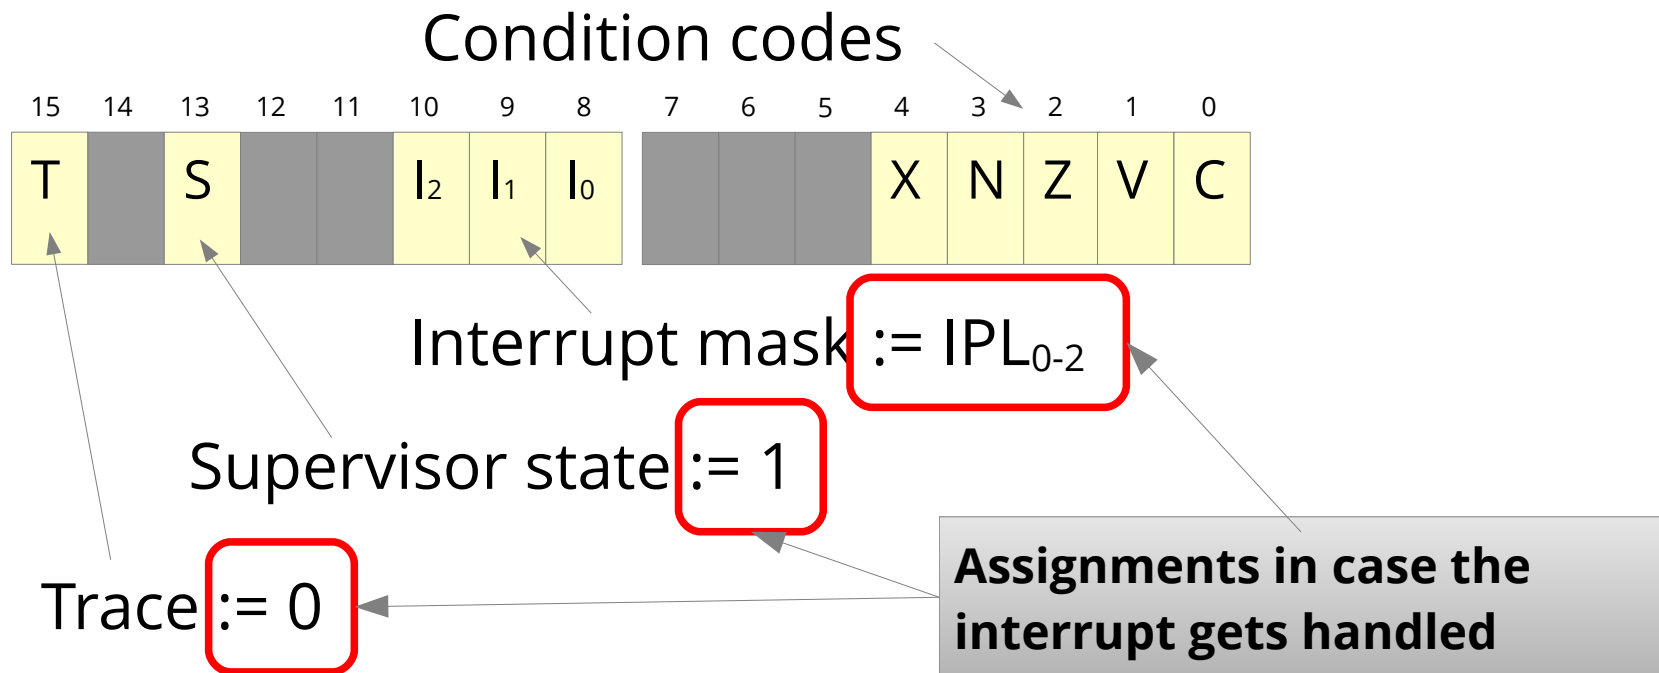 Condition codes
15 14 13 12 11 10 9 8 7 6 5 4 3 2 1 0
T S I2 I1 I0 X N Z V C
Interrupt mask := IPL0-2
Supervisor state := 1
Trace := 0
Assignments in case the
interrupt gets handled